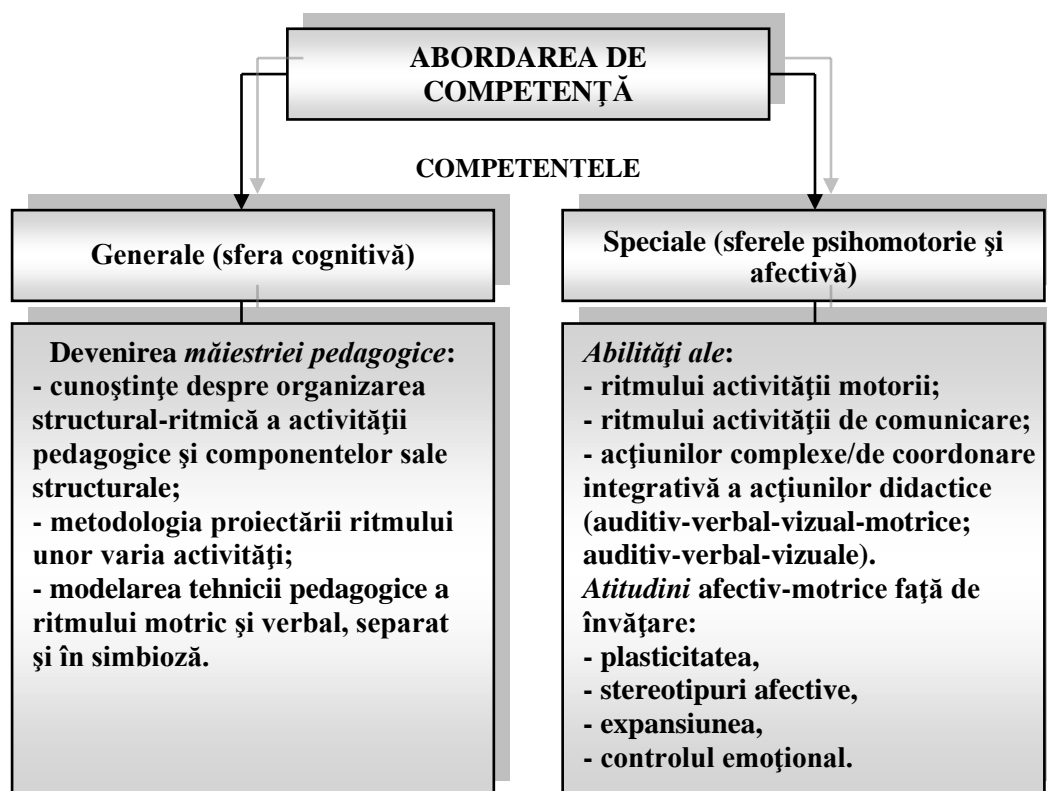 ABORDAREA DE
COMPETENŢĂ
COMPETENTELE
Generale (sfera cognitivă)
Devenirea măiestriei pedagogice:
- cunoştinţe despre organizarea
structural-ritmică a activităţii
pedagogice şi componentelor sale
structurale;
- metodologia proiectării ritmului
unor varia activităţi;
- modelarea tehnicii pedagogice a
ritmului motric şi verbal, separat
şi în simbioză.
Speciale (sferele psihomotorie şi
afectivă)
Abilităţi ale:
- ritmului activităţii motorii;
- ritmului activităţii de comunicare;
- acţiunilor complexe/de coordonare
integrativă a acţiunilor didactice
(auditiv-verbal-vizual-motrice;
auditiv-verbal-vizuale).
Atitudini afectiv-motrice faţă de
învăţare:
- plasticitatea,
- stereotipuri afective,
- expansiunea,
- controlul emoţional.